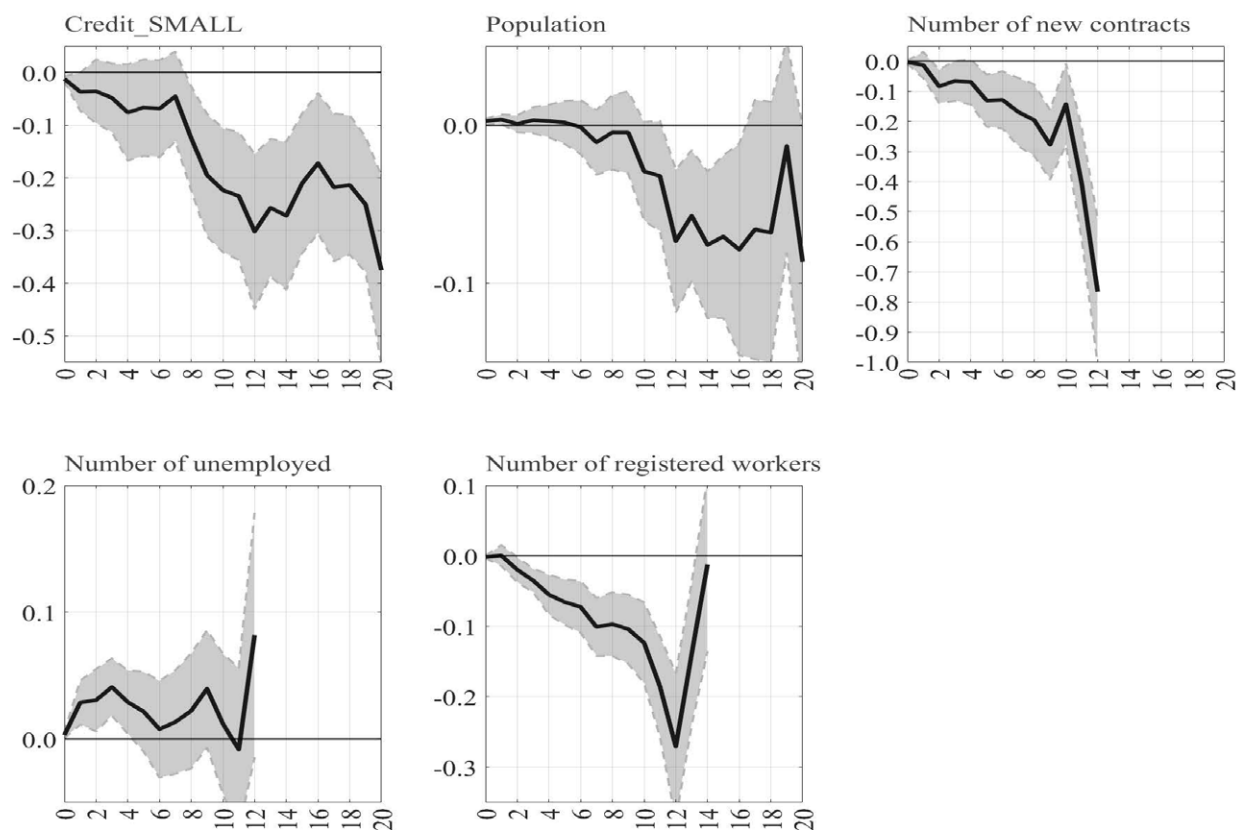 Credit_SMALL
0.0
-0.1
-0.2
-0.3
-0.4
-0.5
0 2 4 6 8 10 12 14 16 18 20
Population
0.0
-0.1
0 2 4 6 8 10 12 14 16 18 20
Number of new contracts
0.0
-0.1
-0.2
-0.3
-0.4
-0.5
-0.6
-0.7
-0.8
-0.9
-1.0
0 2 4 6 8 10 12 14 16 18 20
Number of unemployed
0.2
0.1
0.0
0 2 4 6 8 10 12 14 16 18 20
Number of registered workers
0.1
0.0
-0.1
-0.2
-0.3
0 2 4 6 8 10 12 14 16 18 20